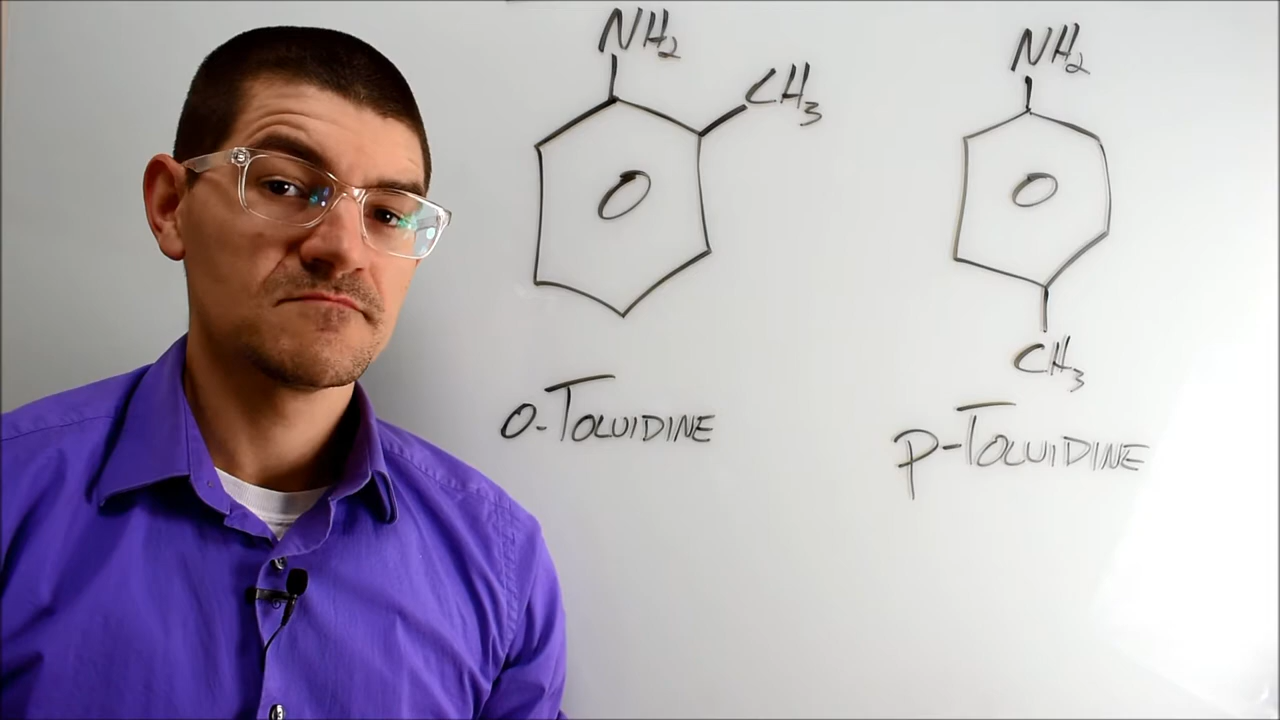 NH₂
CH₃
O
o-TOLUIDINE
NH₂
O
CH₃
p-TOLUIDINE